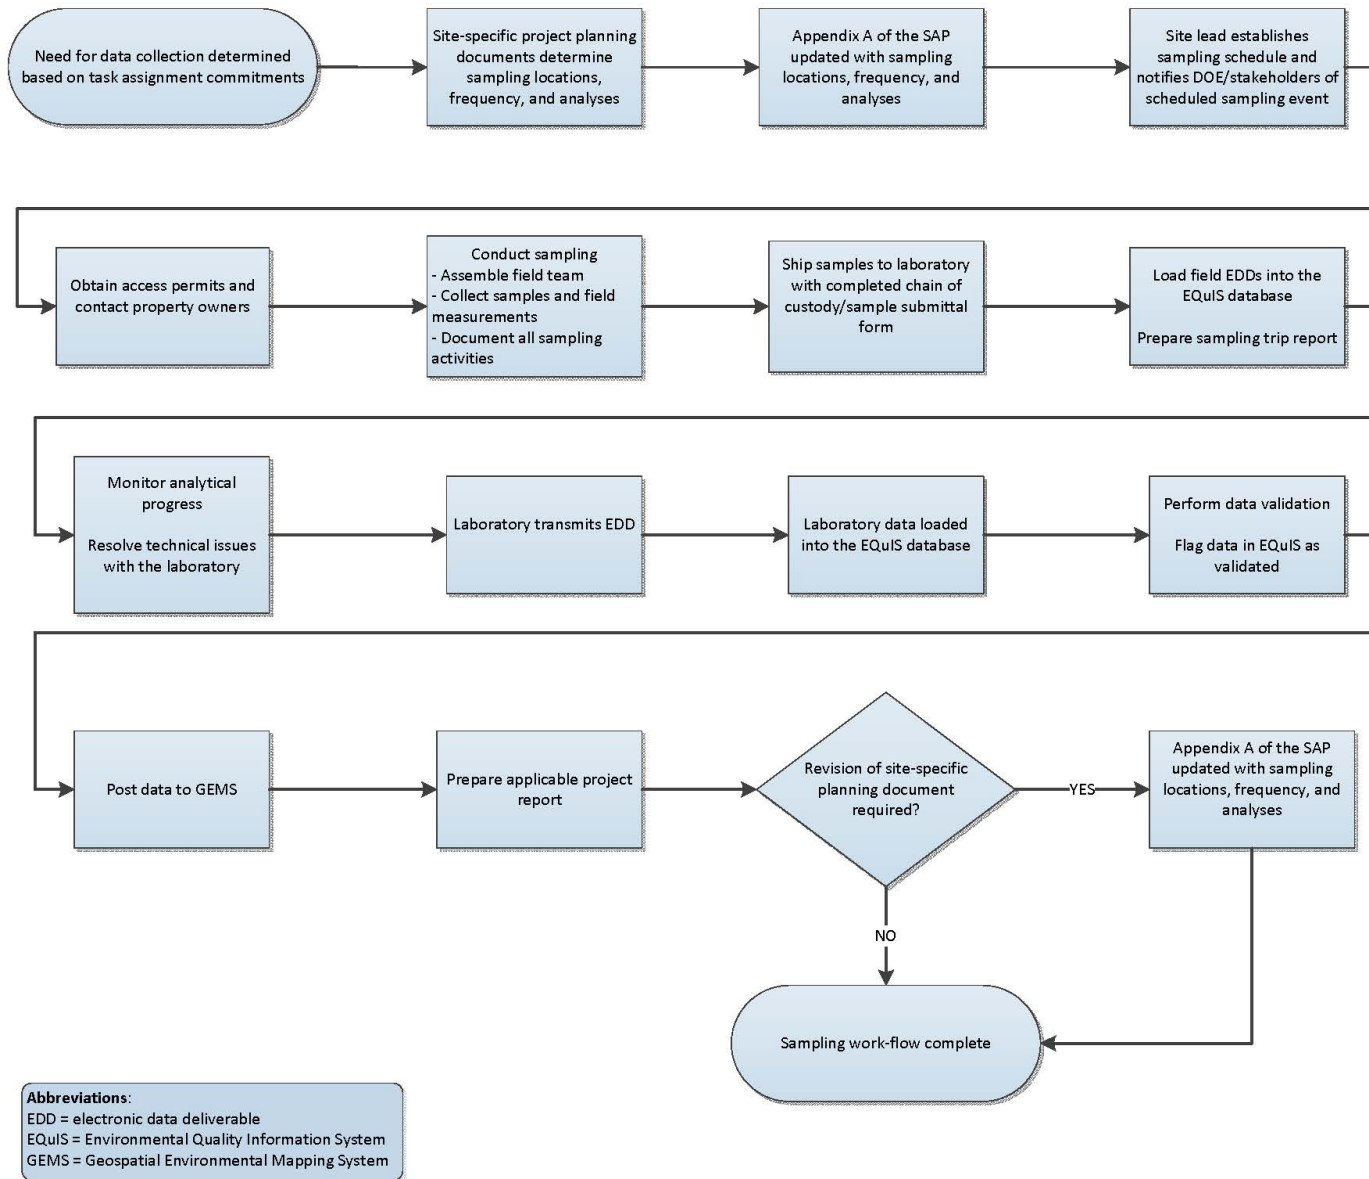 Need for data collection determined
based on task assignment commitments
Site-specific project planning
documents determine
sampling locations,
frequency, and analyses
Appendix A of the SAP
updated with sampling
locations, frequency, and
analyses
Site lead establishes
sampling schedule and
notifies DOE/stakeholders of
scheduled sampling event
Obtain access permits and
contact property owners
Conduct sampling
- Assemble field team
- Collect samples and field
measurements
- Document all sampling
activities
Ship samples to laboratory
with completed chain of
custody/sample submittal
form
Load field EDDs into the
EQuIS database
Prepare sampling trip report
Monitor analytical
progress
Resolve technical issues
with the laboratory
Laboratory transmits EDD
Laboratory data loaded
into the EQuIS database
Perform data validation
Flag data in EQuIS as
validated
Post data to GEMS
Prepare applicable project
report
Revision of site-specific
planning document
required?
YES
Appendix A of the SAP
updated with sampling
locations, frequency, and
analyses
NO
Sampling work-flow complete
Abbreviations:
EDD = electronic data deliverable
EQuIS = Environmental Quality Information System
GEMS = Geospatial Environmental Mapping System